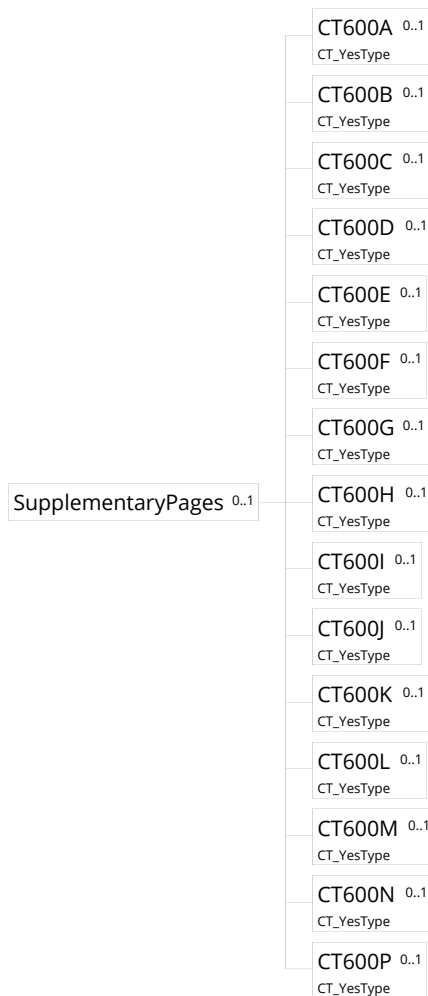 CT600A 0..1
CT_YesType
CT600B 0..1
CT_YesType
CT600C 0..1
CT_YesType
CT600D 0..1
CT_YesType
CT600E 0..1
CT_YesType
CT600F 0..1
CT_YesType
CT600G 0..1
CT_YesType
SupplementaryPages 0..1
CT600H 0..1
CT_YesType
CT600I 0..1
CT_YesType
CT600J 0..1
CT_YesType
CT600K 0..1
CT_YesType
CT600L 0..1
CT_YesType
CT600M 0..1
CT_YesType
CT600N 0..1
CT_YesType
CT600P 0..1
CT_YesType